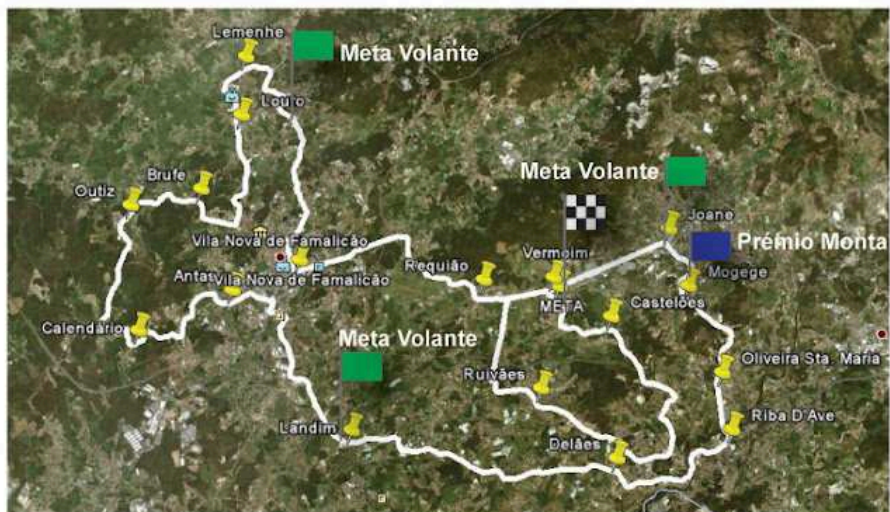 Lemenhe
Meta Volante
Louro
Meta Volante
Brufe
Outiz
Joane
Vila Nova de Famalicão
Prémio Monta
Requião
Vermoim
Mogege
Vila Nova de Famalicão
META
Castelões
Calendário
Meta Volante
Oliveira Sta. Maria
Ruivães
Riba D'Ave
Landim
Delães